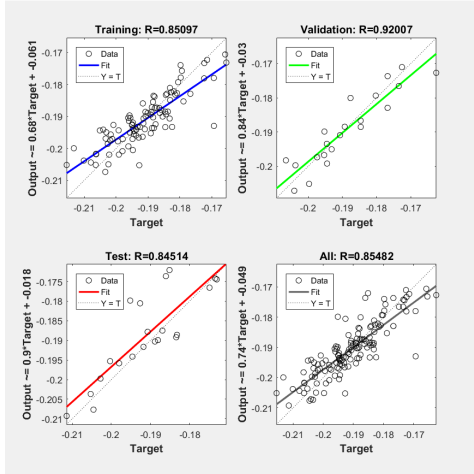 Training: R=0.85097
Output ~= 0.68*Target + -0.061
-0.17
-0.18
-0.19
-0.2
-0.21
Data
Fit
Y = T
-0.21
-0.2
-0.19
-0.18
-0.17
Target
Validation: R=0.92007
Output ~= 0.84*Target + -0.03
-0.17
-0.18
-0.19
-0.2
Data
Fit
Y = T
-0.2
-0.19
-0.18
-0.17
Target
Test: R=0.84514
Output ~= 0.9*Target + -0.018
-0.175
-0.18
-0.185
-0.19
-0.195
-0.2
-0.205
-0.21
Data
Fit
Y = T
-0.21
-0.2
-0.19
-0.18
Target
All: R=0.85482
Output ~= 0.74*Target + -0.049
-0.17
-0.18
-0.19
-0.2
-0.21
Data
Fit
Y = T
-0.21
-0.2
-0.19
-0.18
-0.17
Target